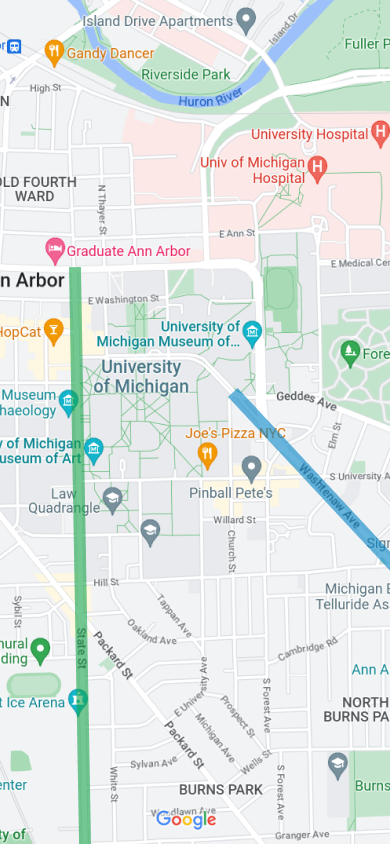 Island Drive Apartments
Island Dr
or
Gandy Dancer
Fuller P
Riverside Park
High St
Huron River
N
University Hospital
Univ of Michigan
Hospital
OLD FOURTH
WARD
N Thayer St
E Ann St
Graduate Ann Arbor
E Medical Cen
n Arbor
E Washington St
HopCat
University of
Michigan Museum of...
Fore
University
of Michigan
Geddes Ave
Museum
haeology
Joe's Pizza NYC
Elm St
y of Michigan
useum of Art
S University A
Pinball Pete's
Law
Quadrangle
Washtenaw Ave
Willard St
Church St
Sign
Hill St
Michigan B
Telluride As
Sybil St
Tappan Ave
Oakland Ave
State St
Packard St
Cambridge Rd
ural
ding
Ann A
E University Ave
S Forest Ave
t Ice Arena
Prospect St
NORTH
BURNS PA
Michigan Ave
Packard St
Wells St
Sylvan Ave
White St
S Forest Ave
enter
BURNS PARK
Burns
Woodlawn Ave
Google
ty of
Granger Ave